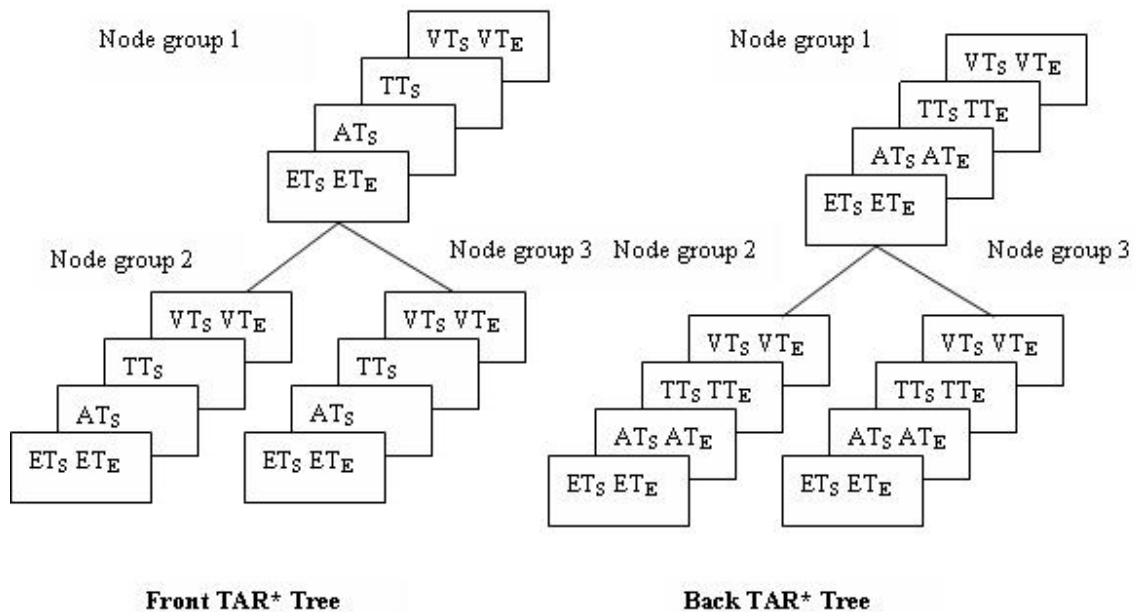 Node group 1
VTS VTE
TTS
ATS
ETS ETE
Node group 2
Node group 3
VTS VTE
TTS
ATS
ETS ETE
VTS VTE
TTS
ATS
ETS ETE
Front TAR* Tree
Node group 1
VTS VTE
TTS TTE
ATS ATE
ETS ETE
Node group 2
Node group 3
VTS VTE
TTS TTE
ATS ATE
ETS ETE
VTS VTE
TTS TTE
ATS ATE
ETS ETE
Back TAR* Tree